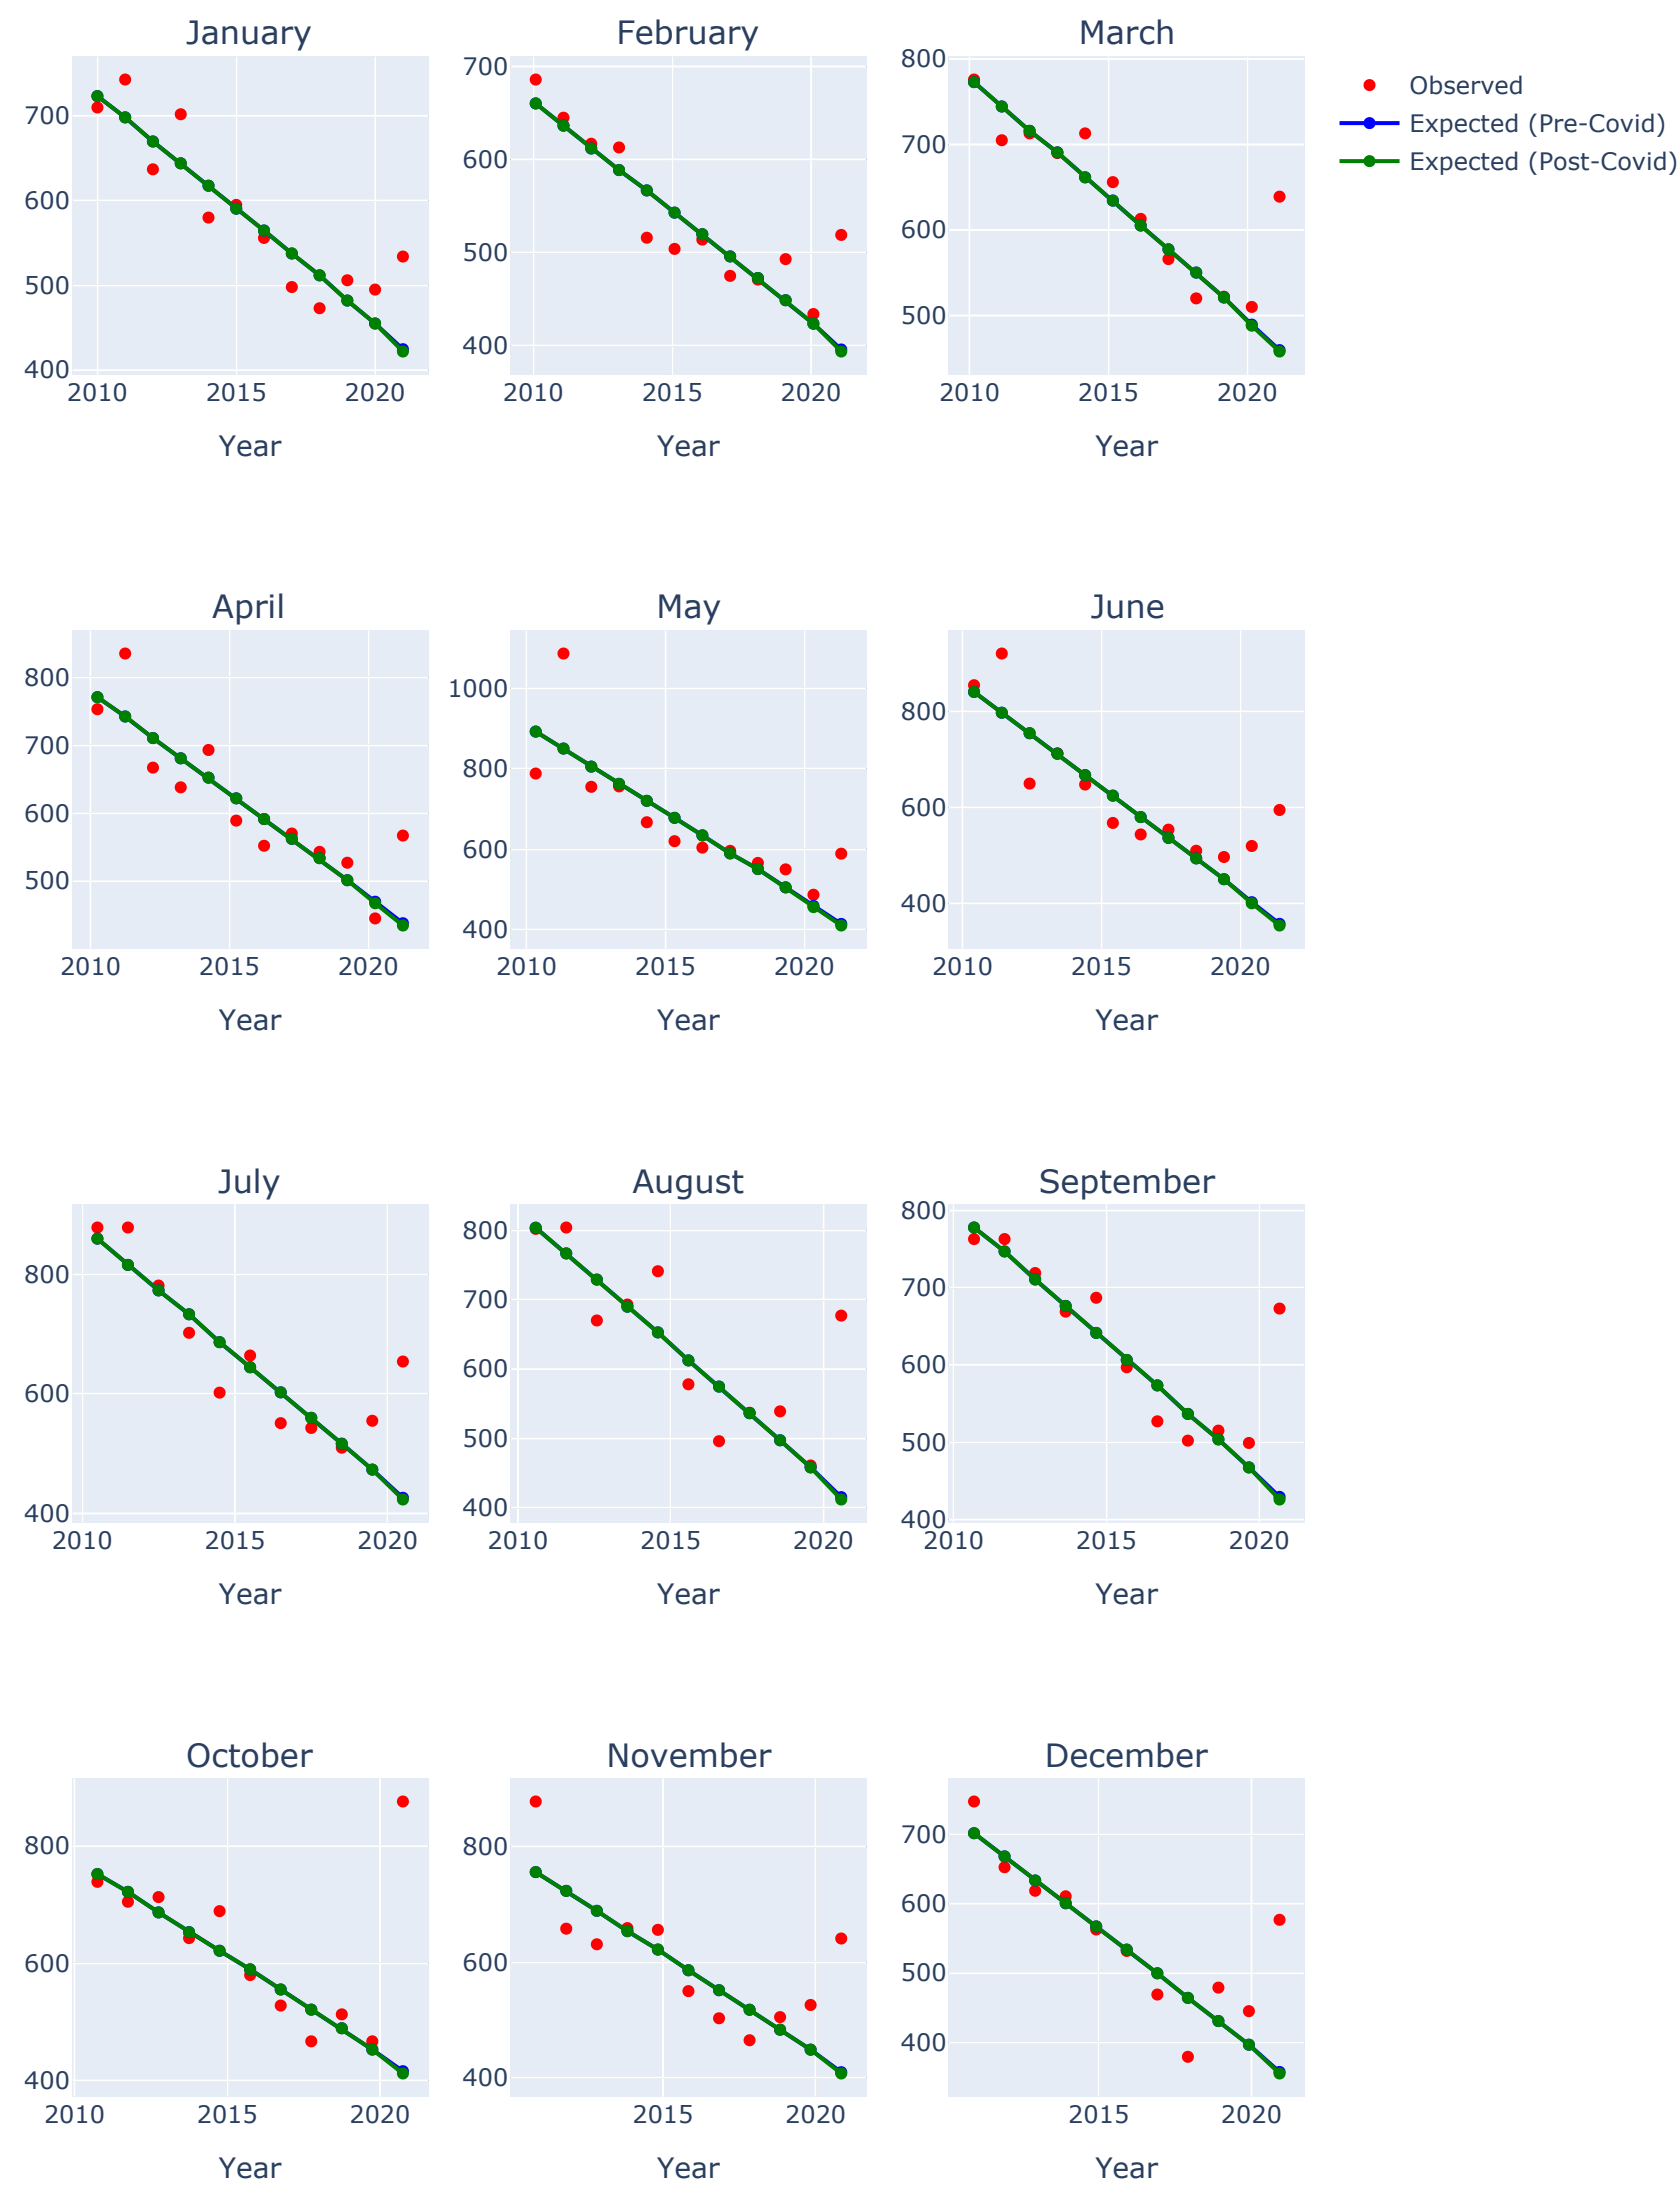 January
February
March
700
600
500
400
2010
2015
2020
Year
700
600
500
400
2010
2015
2020
Year
800
700
600
500
2010
2015
2020
Year
Observed
Expected (Pre-Covid)
Expected (Post-Covid)
April
May
June
800
700
600
500
2010
2015
2020
Year
1000
800
600
400
2010
2015
2020
Year
800
600
400
2010
2015
2020
Year
July
August
September
800
600
400
2010
2015
2020
Year
800
700
600
500
400
2010
2015
2020
Year
800
700
600
500
400
2010
2015
2020
Year
October
November
December
800
600
400
2010
2015
2020
Year
800
600
400
2015
2020
Year
700
600
500
400
2015
2020
Year